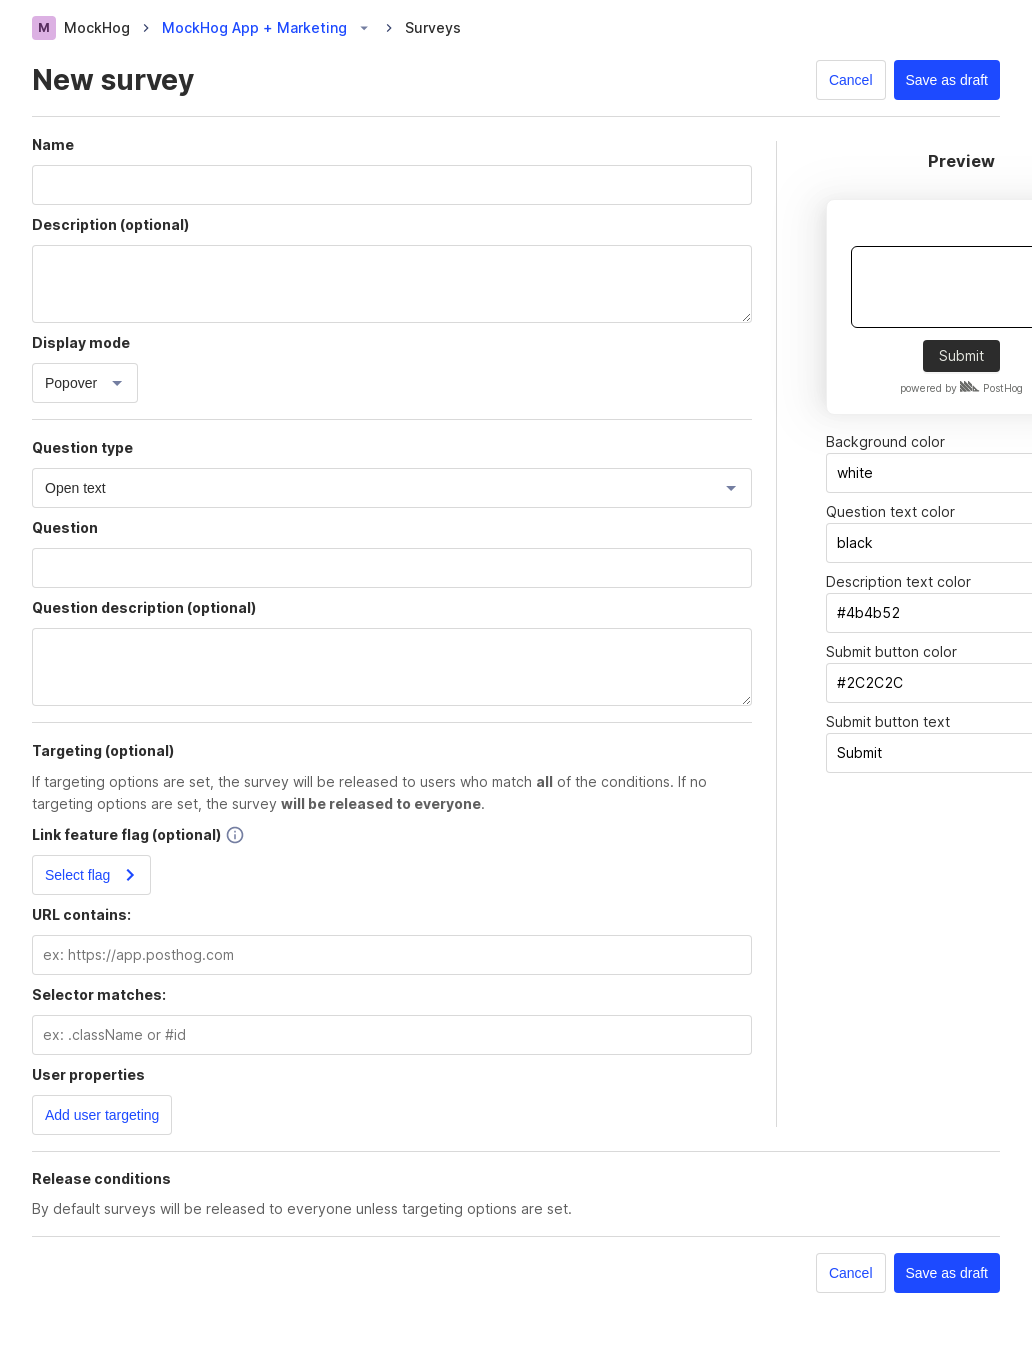 M MockHog MockHog App + Marketing Surveys
New survey
Cancel Save as draft
Name
Description (optional)
Display mode
Popover
Question type
Open text
Question
Question description (optional)
Targeting (optional)
If targeting options are set, the survey will be released to users who match all of the conditions. If no
targeting options are set, the survey will be released to everyone.
Link feature flag (optional)
Select flag
URL contains:
ex: https://app.posthog.com
Selector matches:
ex: .className or #id
User properties
Add user targeting
Preview
Submit
powered by PostHog
Background color
white
Question text color
black
Description text color
#4b4b52
Submit button color
#2C2C2C
Submit button text
Submit
Release conditions
By default surveys will be released to everyone unless targeting options are set.
Cancel Save as draft